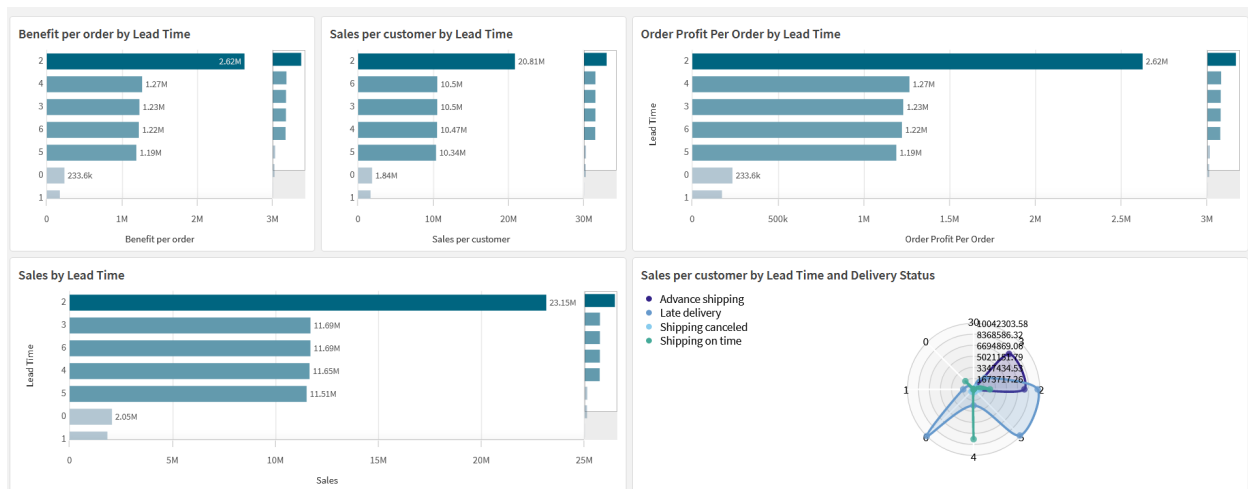 Benefit per order by Lead Time
2
2.62M
4
1.27M
3
1.23M
6
1.22M
5
1.19M
0
233.6k
1
0
1M
2M
3M
Benefit per order
Sales per customer by Lead Time
2
20.81M
6
10.5M
3
10.5M
4
10.47M
5
10.34M
0
1.84M
1
0
10M
20M
30M
Sales per customer
Order Profit Per Order by Lead Time
Lead Time
2
2.62M
4
1.27M
3
1.23M
6
1.22M
5
1.19M
0
233.6k
1
0
500k
1M
1.5M
2M
2.5M
3M
Order Profit Per Order
Sales by Lead Time
Lead Time
2
23.15M
3
11.69M
6
11.69M
4
11.65M
5
11.51M
0
2.05M
1
0
5M
10M
15M
20M
25M
Sales
Sales per customer by Lead Time and Delivery Status
Advance shipping
Late delivery
Shipping canceled
Shipping on time
30
10042303.58
8368586.32
6694869.06
3347434.53
1673717.26
0
1
2
4
5
6